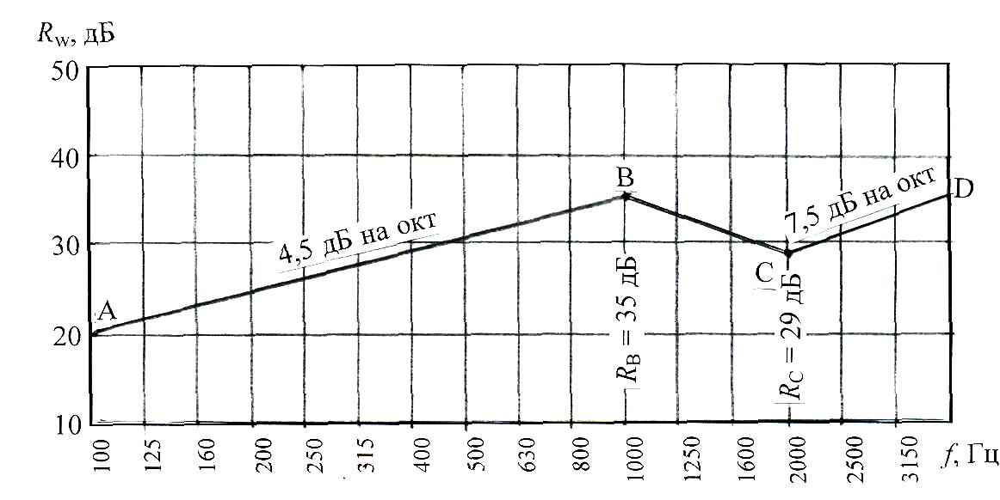 R_w, дБ
50
40
30
20
10
A
4,5 дБ на окт
B
7,5 дБ на окт
D
C
R_B = 35 дБ
R_C = 29 дБ
100 125 160 200 250 315 400 500 630 800 1000 1250 1600 2000 2500 3150 f, Гц